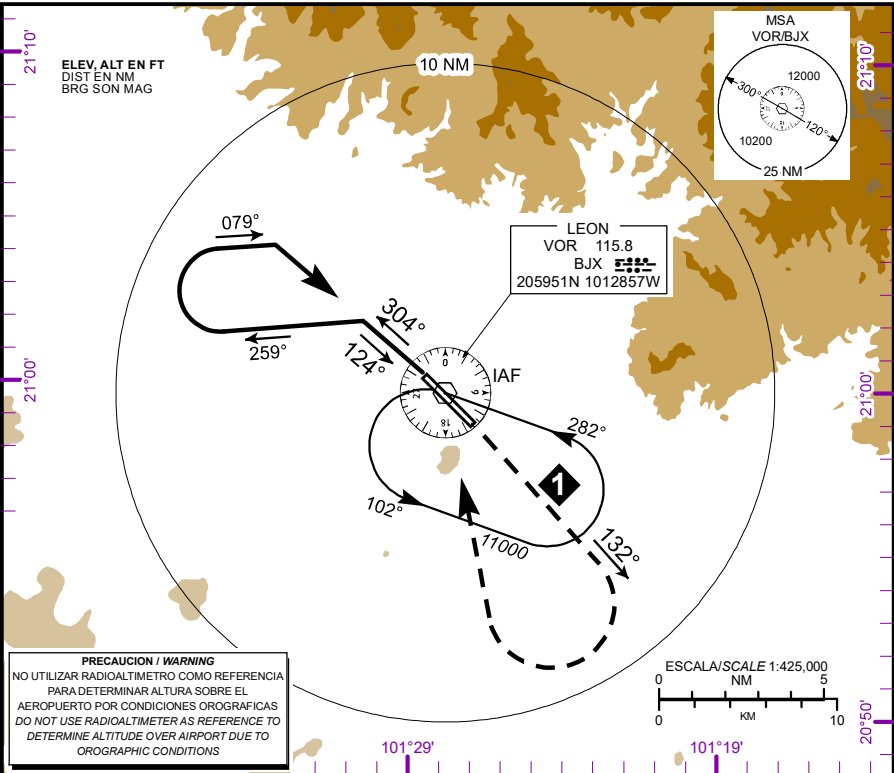 21°10'
ELEV, ALT EN FT
DIST EN NM
BRG SON MAG
10 NM
MSA
VOR/BJX
300°
12000
120°
10200
25 NM
21°10'
079°
LEON
VOR 115.8
BJX
205951N 1012857W
304°
259°
124°
IAF
0
9
18
27
21°00'
21°00'
282°
102°
1
11000
132°
PRECAUCION / WARNING
NO UTILIZAR RADIOALTIMETRO COMO REFERENCIA
PARA DETERMINAR ALTURA SOBRE EL
AEROPUERTO POR CONDICIONES OROGRAFICAS
DO NOT USE RADIOALTIMETER AS REFERENCE TO
DETERMINE ALTITUDE OVER AIRPORT DUE TO
OROGRAPHIC CONDITIONS
ESCALA/SCALE 1:425,000
0 NM 5
0 KM 10
20°50'
101°29'
101°19'